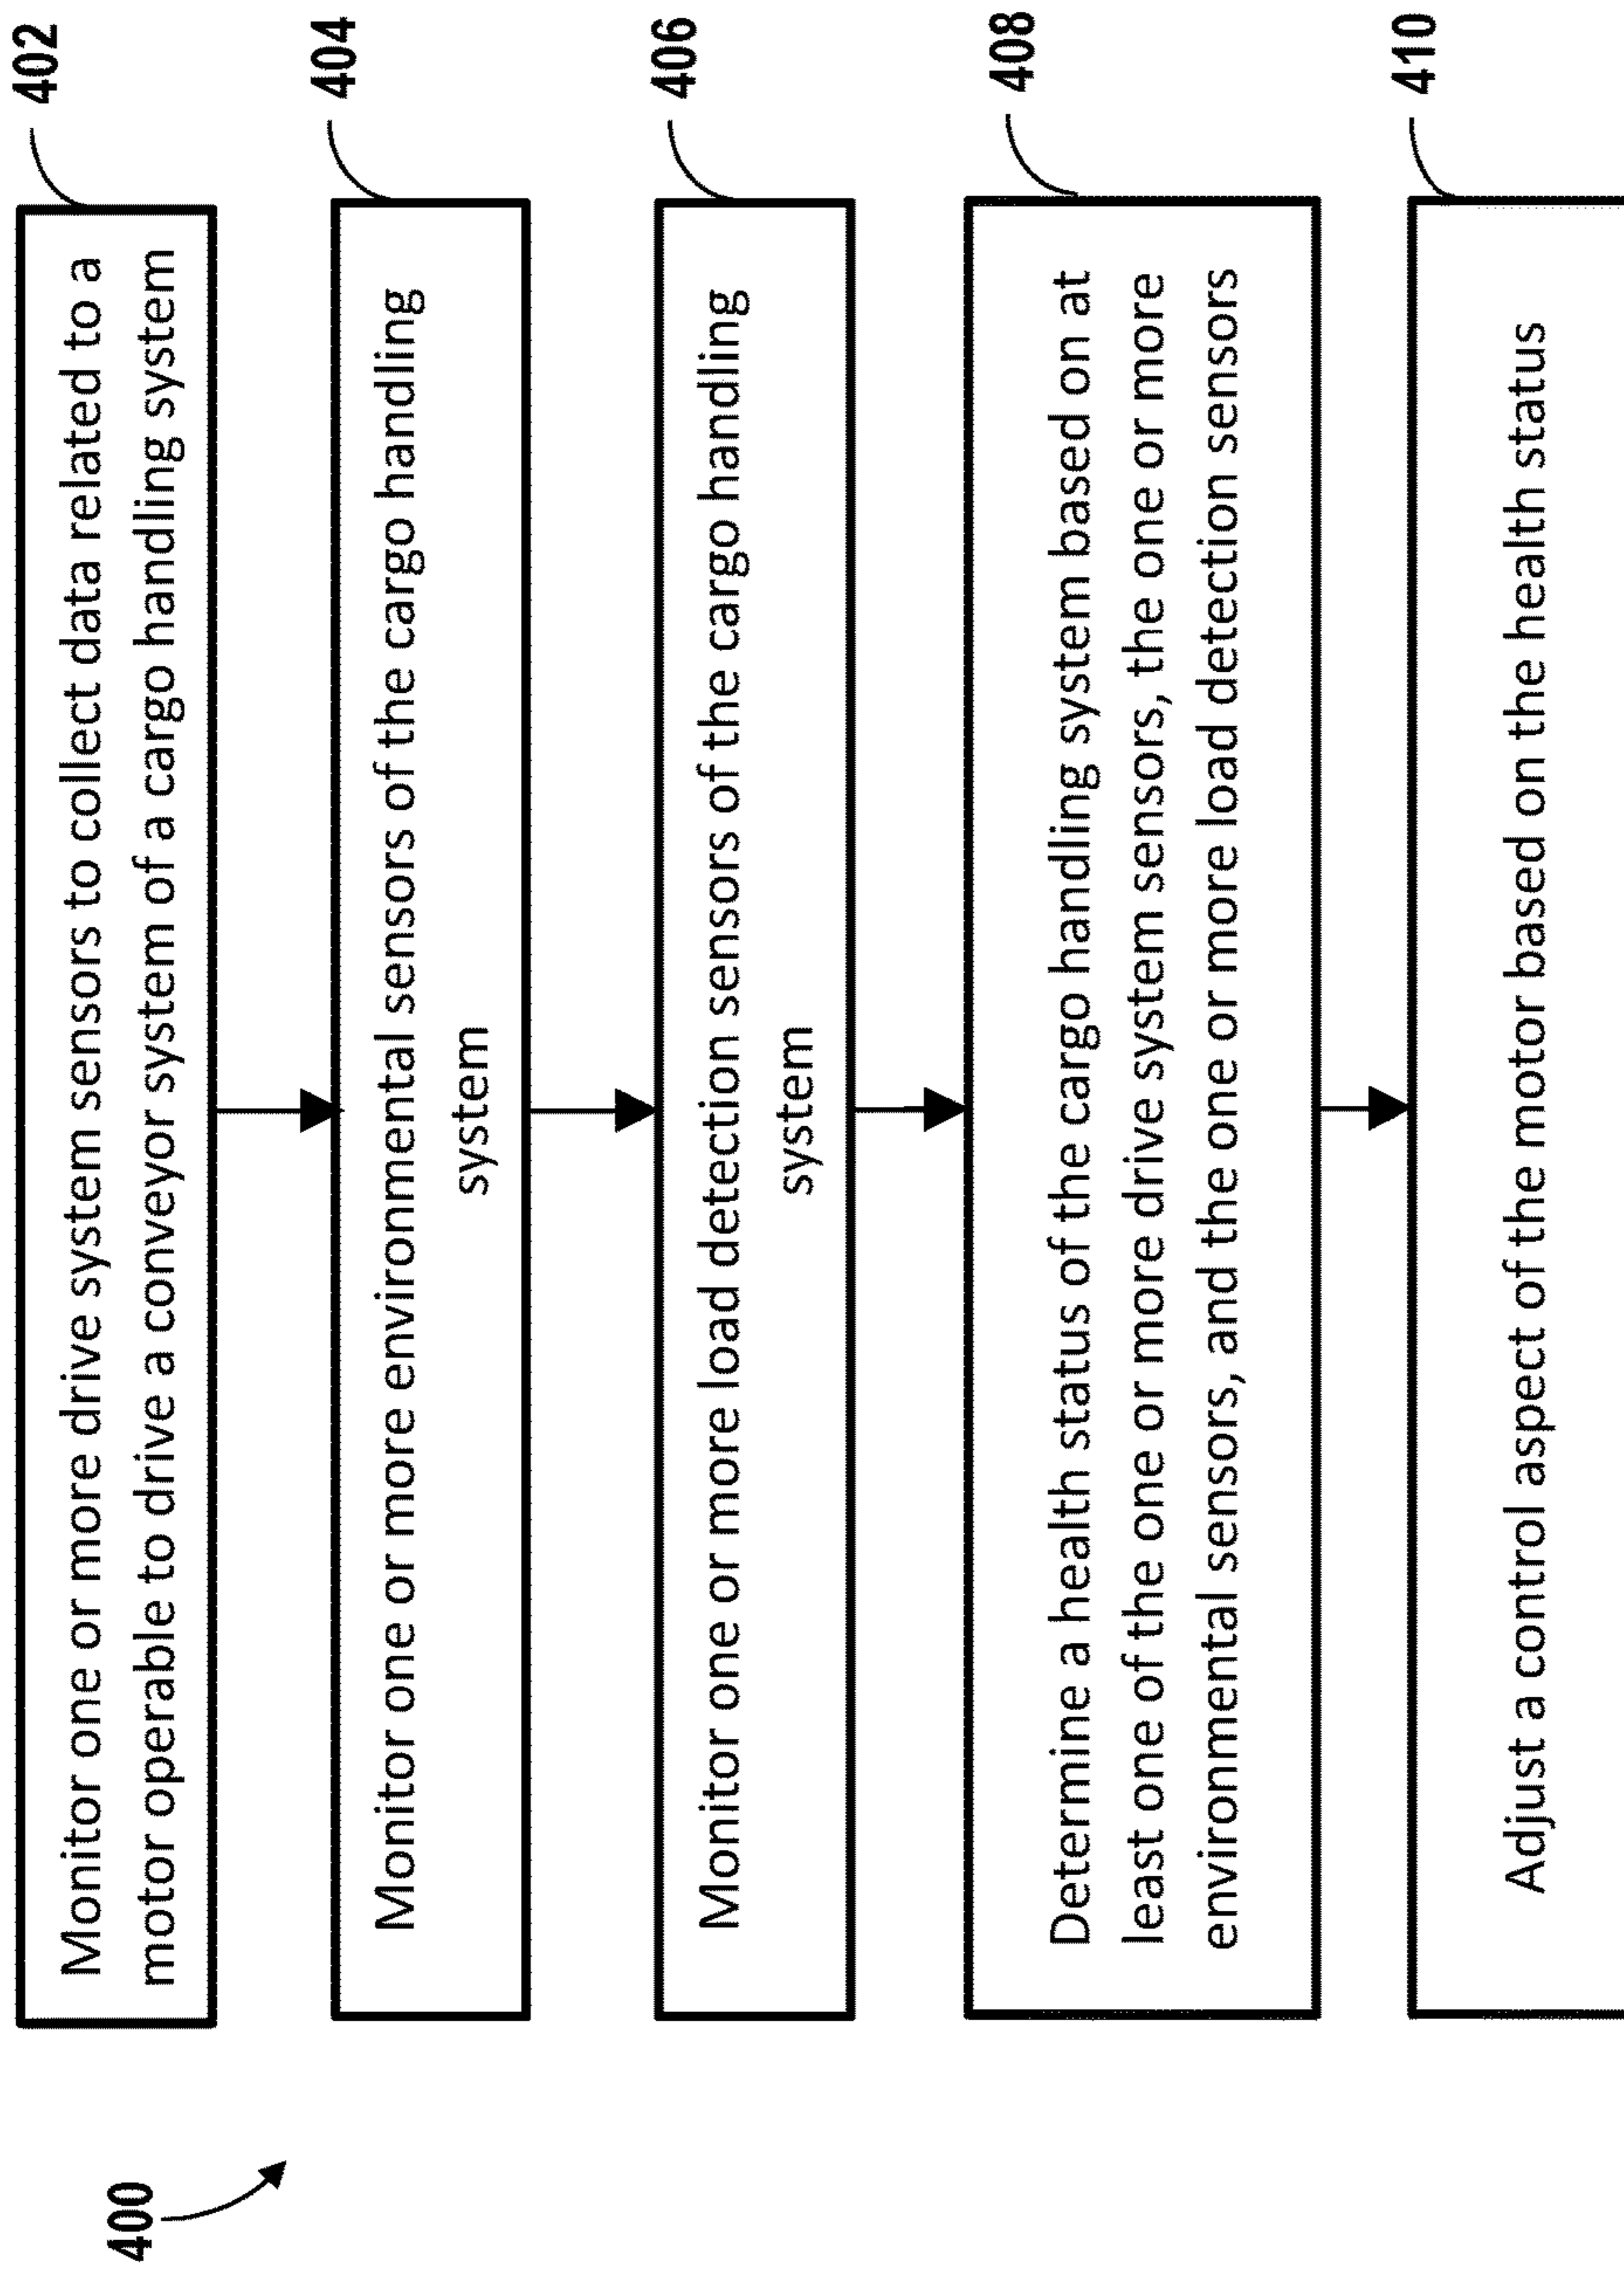 400
402
Monitor one or more drive system sensors to collect data related to a
motor operable to drive a conveyor system of a cargo handling system
404
Monitor one or more environmental sensors of the cargo handling
system
406
Monitor one or more load detection sensors of the cargo handling
system
408
Determine a health status of the cargo handling system based on at
least one of the one or more drive system sensors, the one or more
environmental sensors, and the one or more load detection sensors
410
Adjust a control aspect of the motor based on the health status